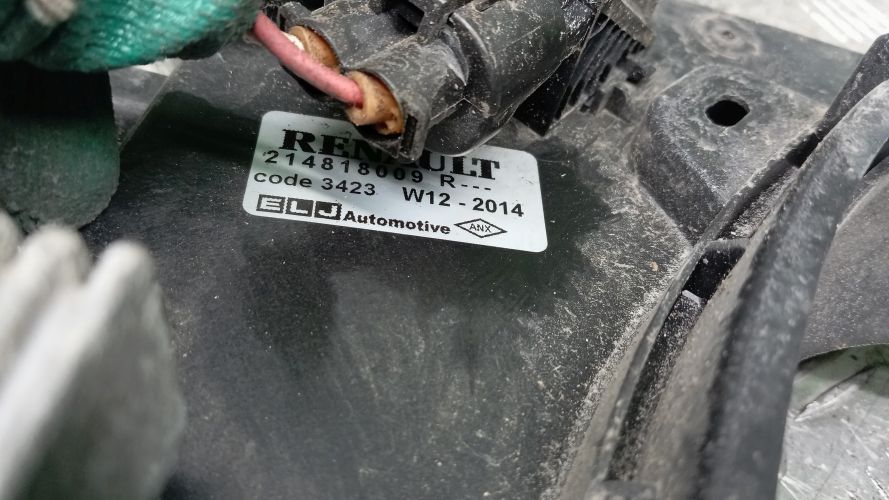 RENAULT
214818009 R---
code 3423 W12 - 2014
ELJ Automotive ANX